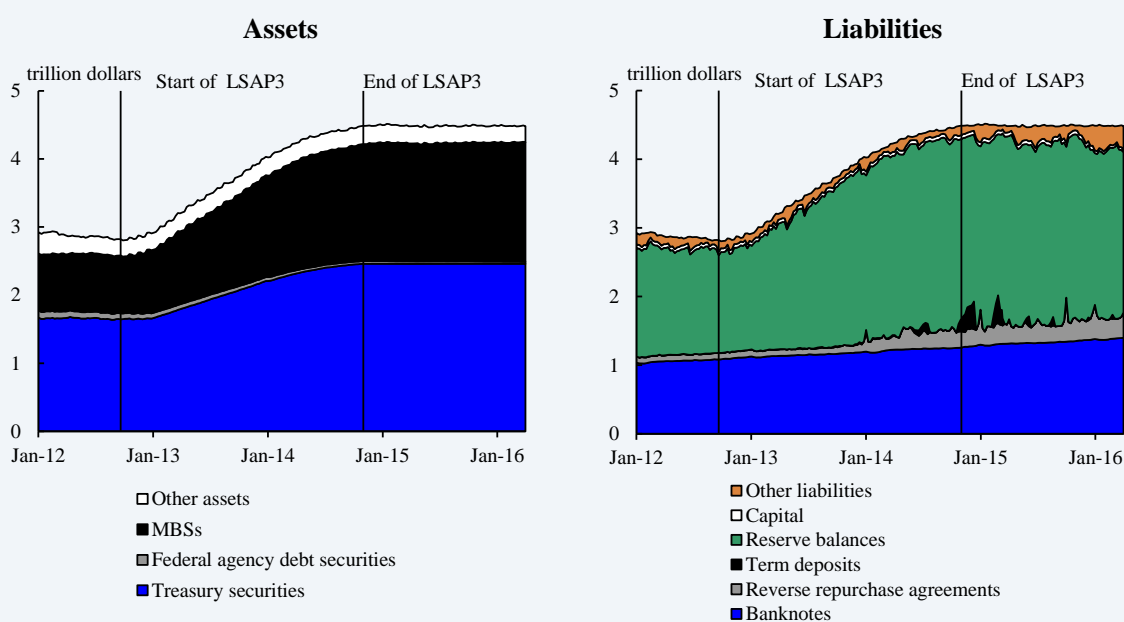 Assets
trillion dollars
Start of LSAP3
End of LSAP3
5
4
3
2
1
0
Jan-12
Jan-13
Jan-14
Jan-15
Jan-16
Other assets
MBSs
Federal agency debt securities
Treasury securities
Liabilities
trillion dollars
Start of LSAP3
End of LSAP3
5
4
3
2
1
0
Jan-12
Jan-13
Jan-14
Jan-15
Jan-16
Other liabilities
Capital
Reserve balances
Term deposits
Reverse repurchase agreements
Banknotes